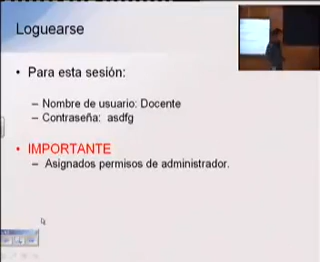 Loguearse
• Para esta sesión:
– Nombre de usuario: Docente
– Contraseña: asdfg
• IMPORTANTE
– Asignados permisos de administrador.